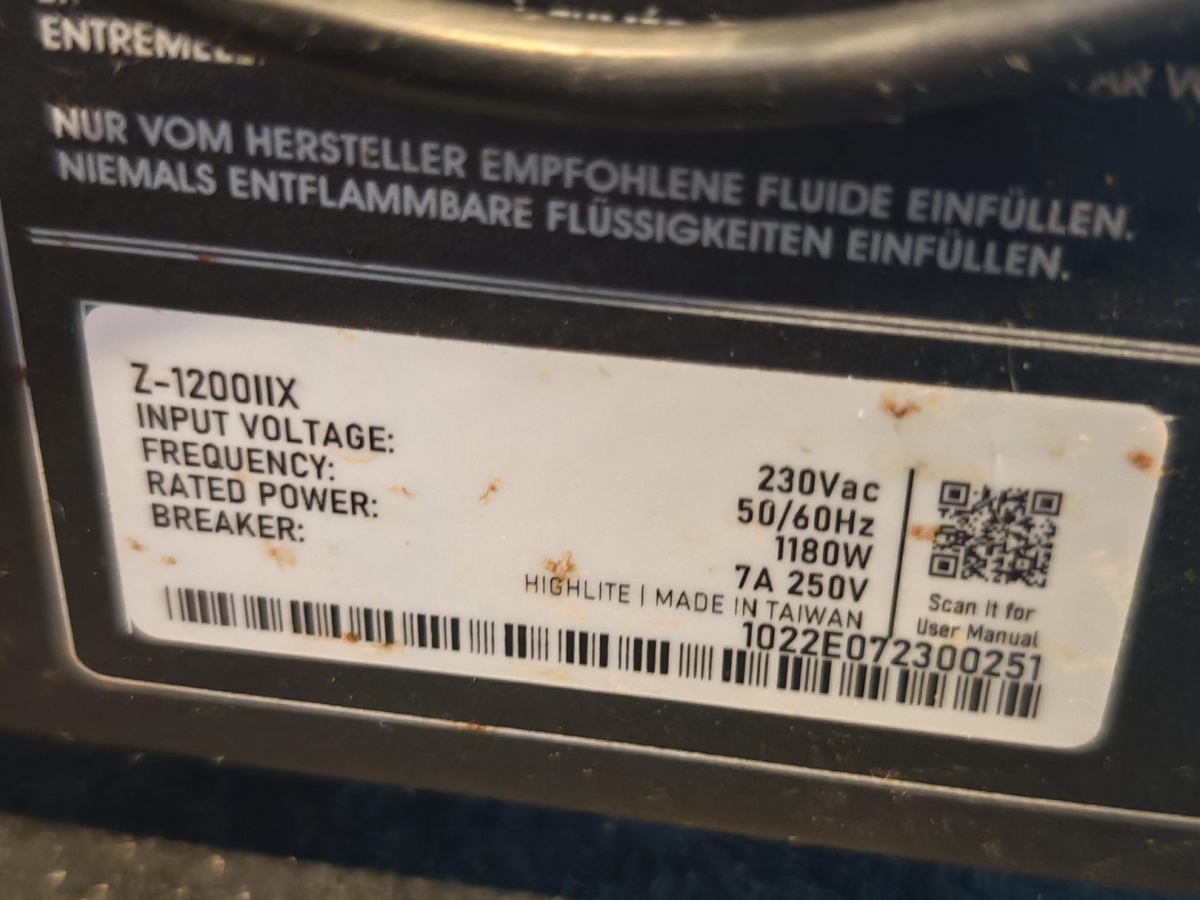 NUR VOM HERSTELLER EMPFOHLENE FLUIDE EINFÜLLEN.
NIEMALS ENTFLAMMBARE FLÜSSIGKEITEN EINFÜLLEN.
Z-1200IIX
INPUT VOLTAGE: 230Vac
FREQUENCY: 50/60Hz
RATED POWER: 1180W
BREAKER: 7A 250V
HIGHLITE | MADE IN TAIWAN
Scan it for
User Manual
1022E072300251